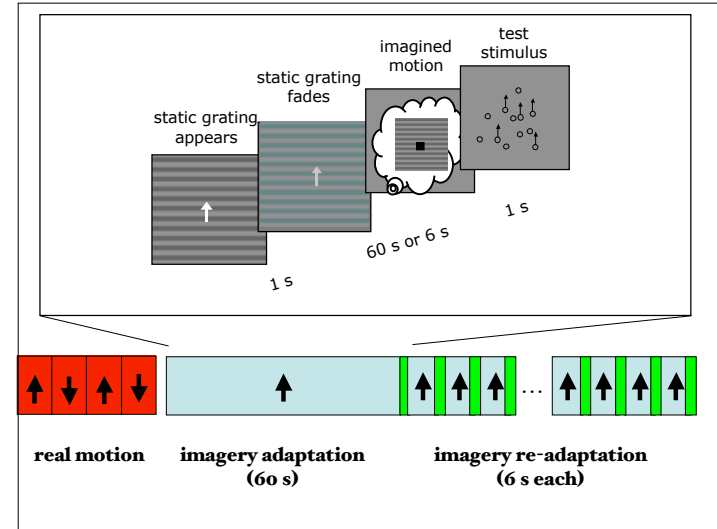 test
stimulus
imagined
motion
static grating
fades
static grating
appears
1 s
60 s or 6 s
1 s
...
real motion
imagery adaptation
(60 s)
imagery re-adaptation
(6 s each)